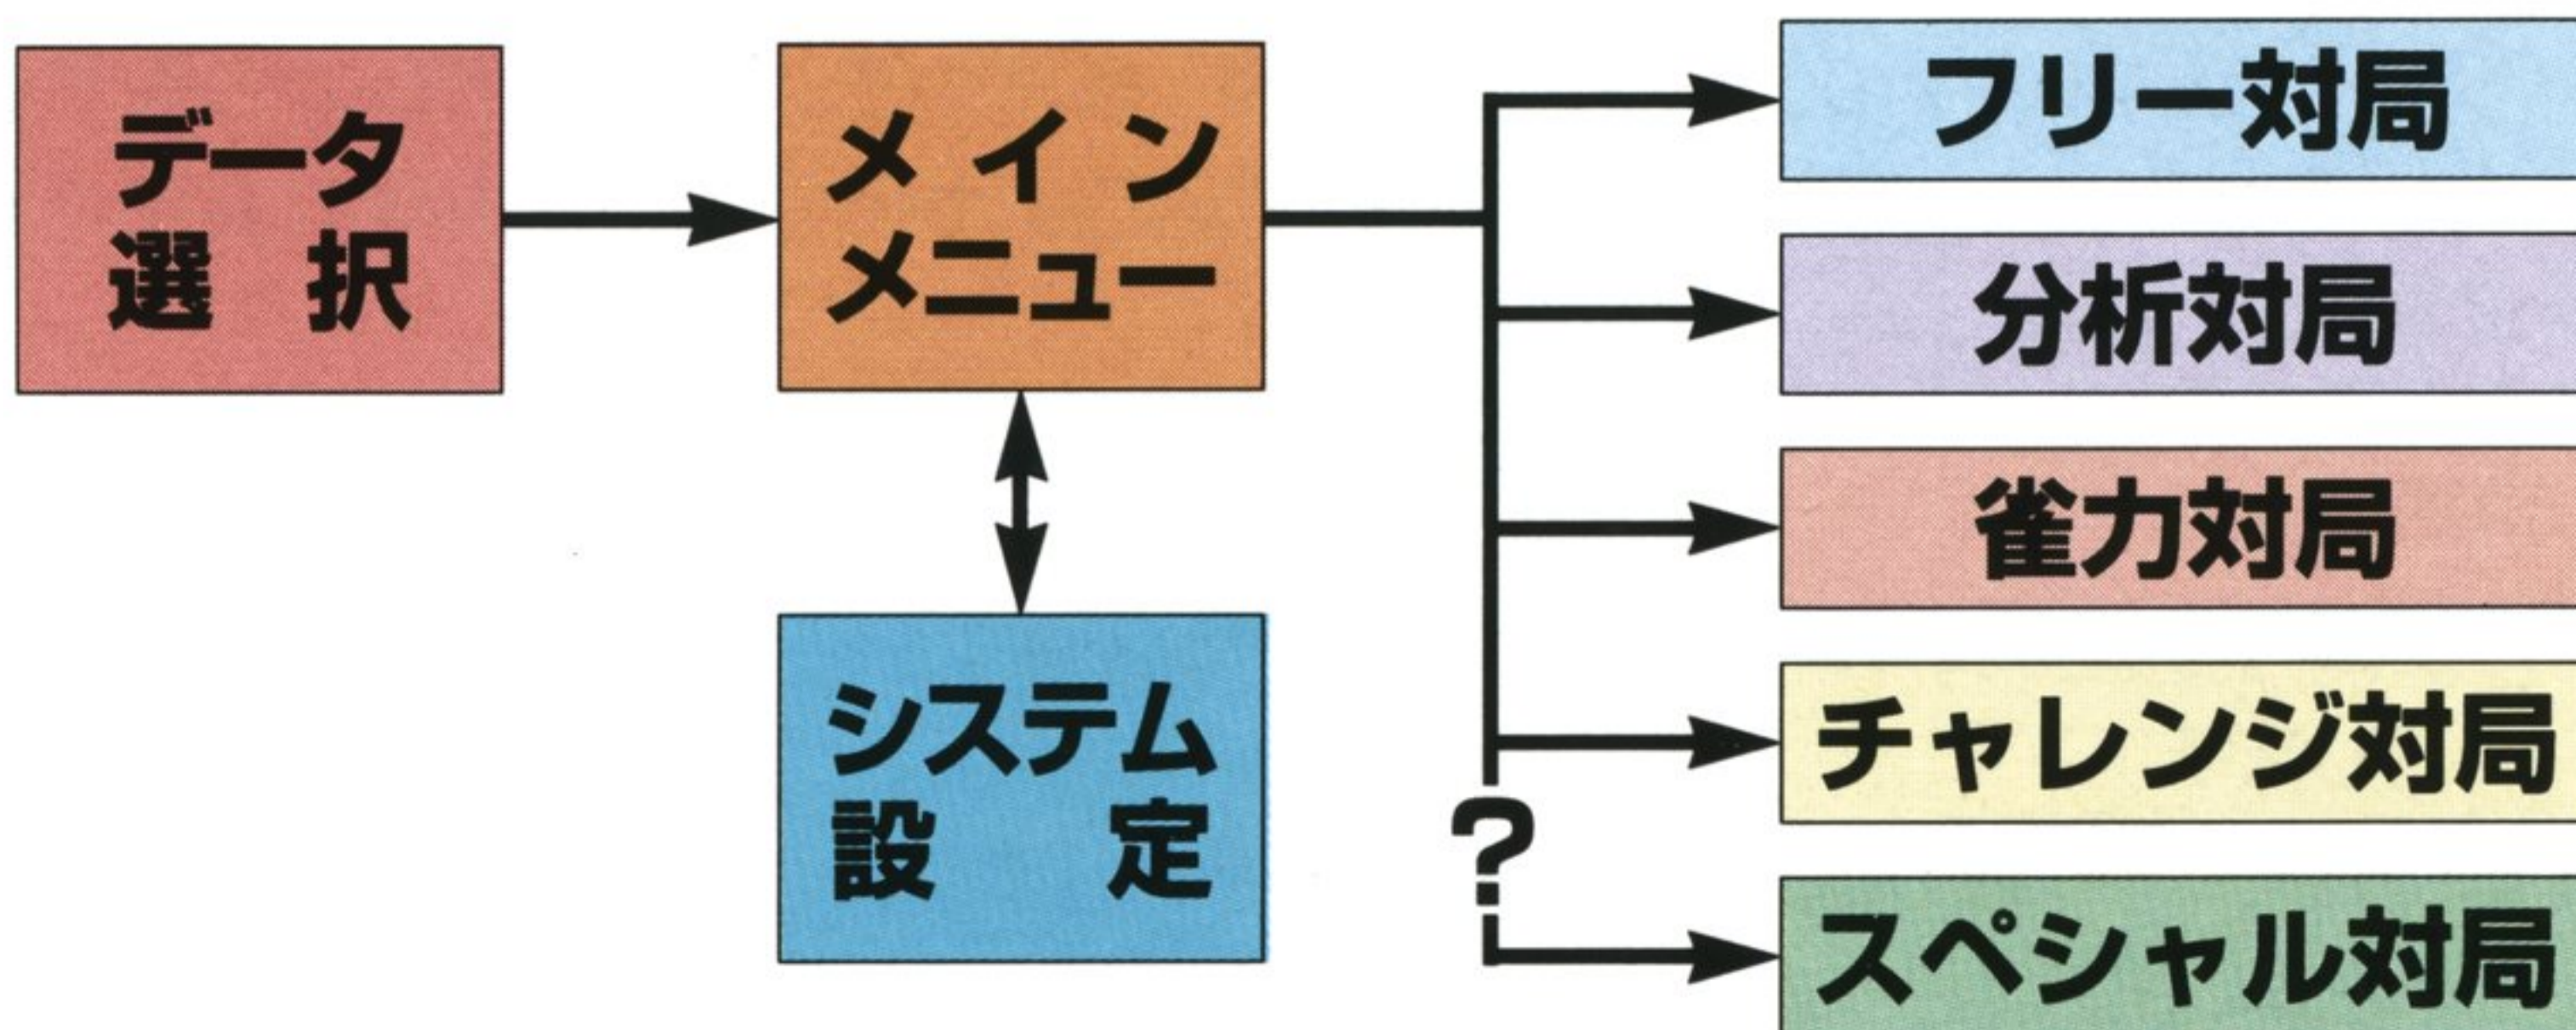 データ
選　択
メイン
メニュー
システム
設　定
フリー対局
分析対局
雀力対局
チャレンジ対局
?
スペシャル対局